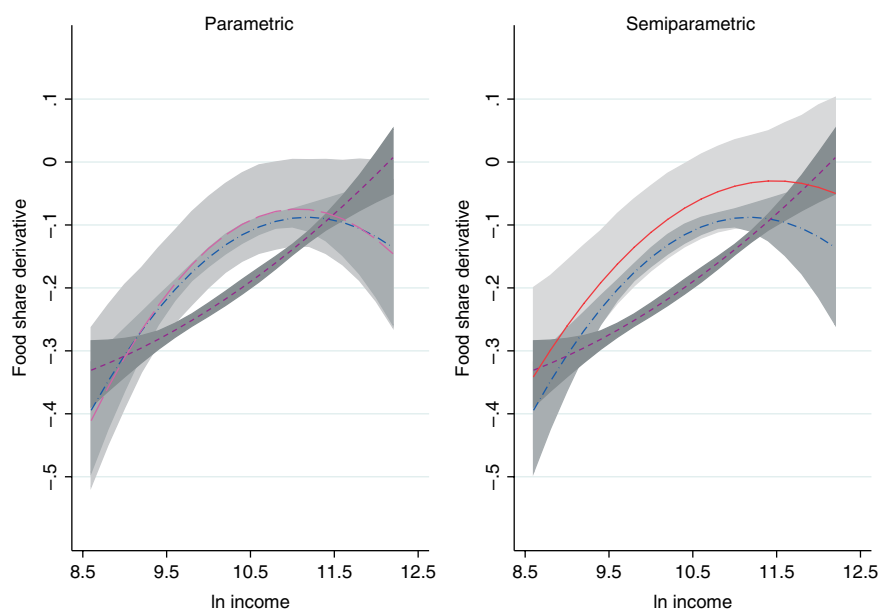 Parametric
Semiparametric
Food share derivative
.1
0
–.1
–.2
–.3
–.4
–.5
8.5 9.5 10.5 11.5 12.5
ln income
Food share derivative
.1
0
–.1
–.2
–.3
–.4
–.5
8.5 9.5 10.5 11.5 12.5
ln income